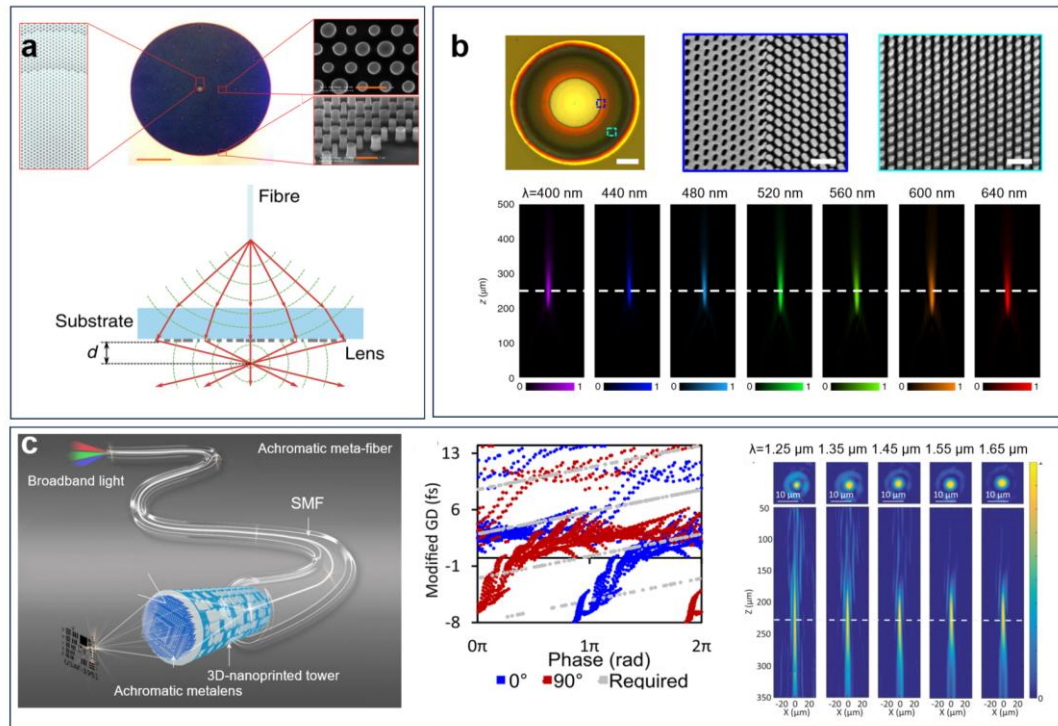 a
Fibre
Substrate
d
Lens
b
λ=400 nm
440 nm
480 nm
520 nm
560 nm
600 nm
640 nm
500
400
300
200
100
0
z (µm)
0 1
0 1
0 1
0 1
0 1
0 1
0 1
c
Achromatic meta-fiber
Broadband light
SMF
USAF-1951
3D-nanoprinted tower
Achromatic metalens
13
6
-1
-8
Modified GD (fs)
0π 1π 2π
Phase (rad)
0° 90° Required
λ=1.25 µm 1.35 µm 1.45 µm 1.55 µm 1.65 µm
10 µm 10 µm 10 µm 10 µm 10 µm
50
100
150
200
250
300
350
Z (µm)
-20 0 20 -20 0 20 -20 0 20 -20 0 20 -20 0 20
X (µm) X (µm) X (µm) X (µm) X (µm)
0